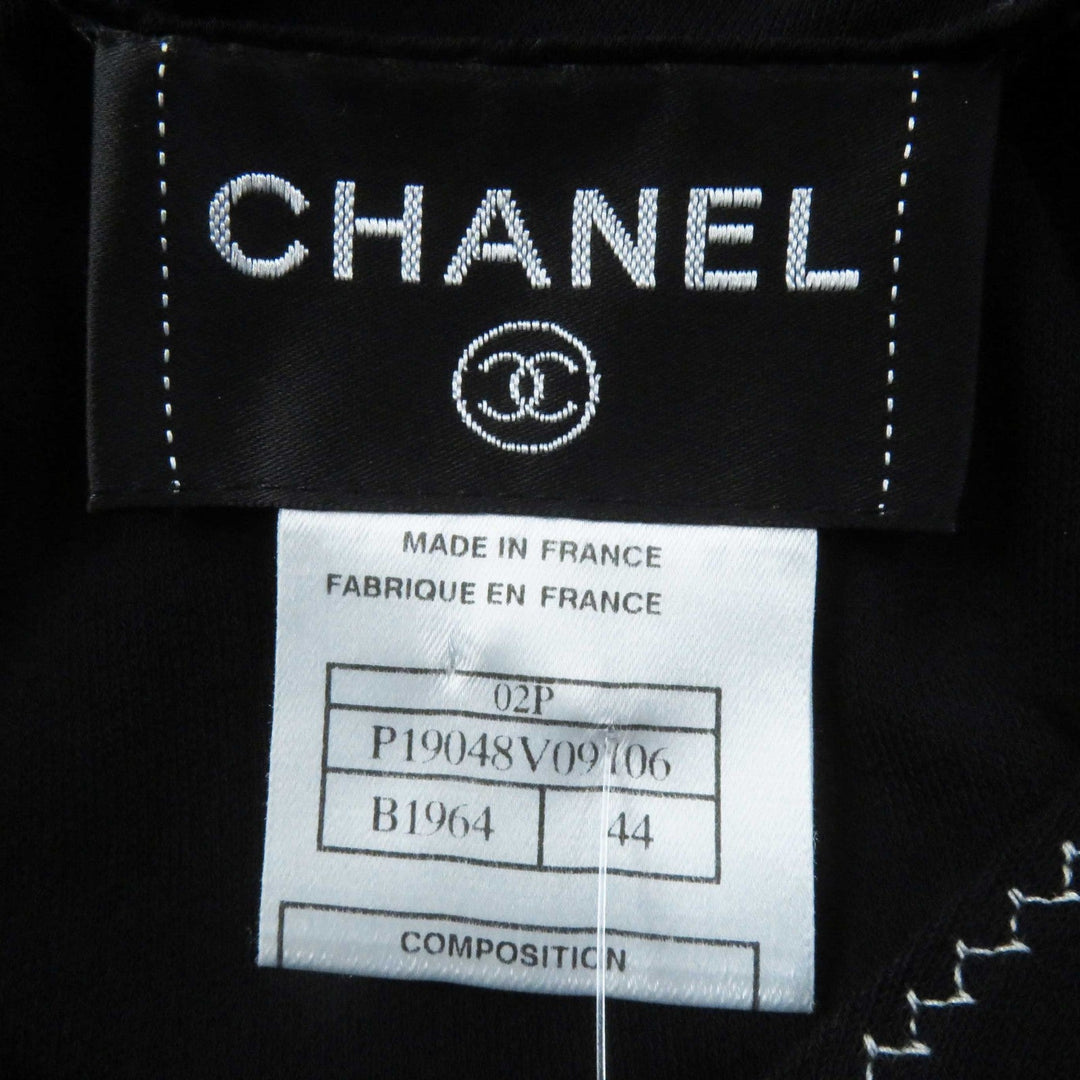 CHANEL
MADE IN FRANCE
FABRIQUE EN FRANCE
02P
P19048V09106
B1964 44
COMPOSITION